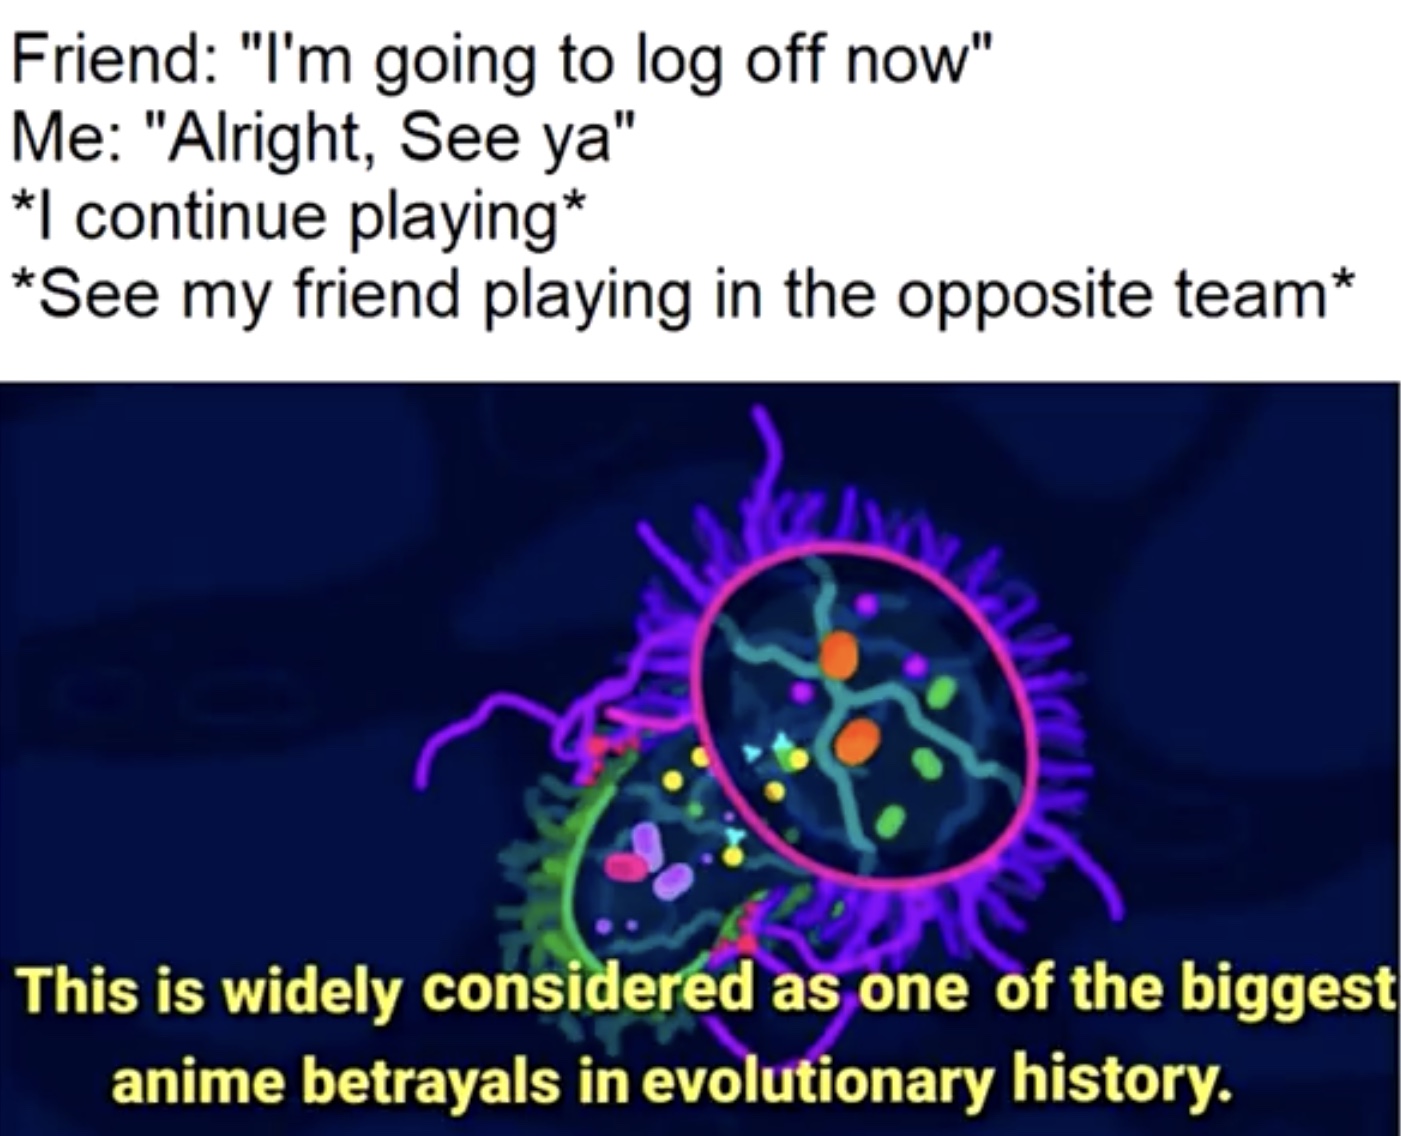 Friend: "I'm going to log off now"
Me: "Alright, See ya"
*I continue playing*
*See my friend playing in the opposite team*
This is widely considered as one of the biggest
anime betrayals in evolutionary history.